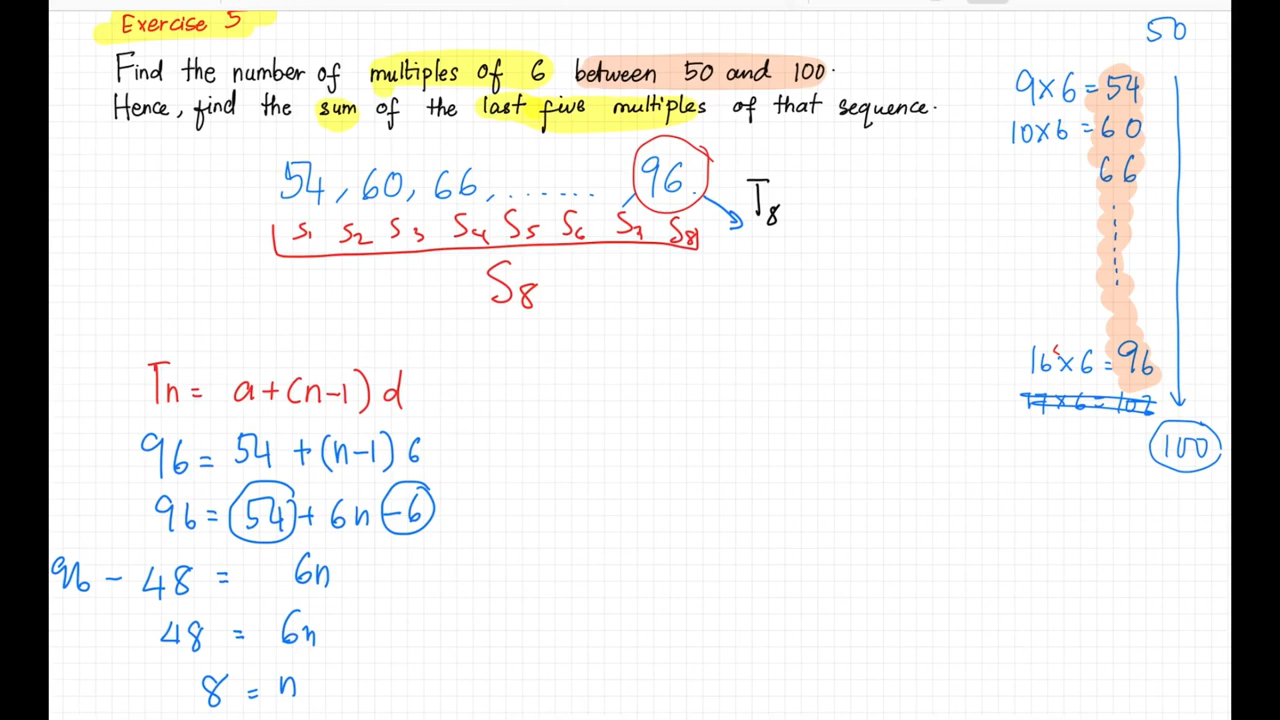 Exercise 5
Find the number of multiples of 6 between 50 and 100.
Hence, find the sum of the last five multiples of that sequence.
54, 60, 66, ......., 96. T8
S1 S2 S3 S4 S5 S6 S7 S8
S8
Tn = a+(n-1)d
96 = 54 +(n-1)6
96 = 54 + 6n -6
96 - 48 = 6n
48 = 6n
8 = n
50
9×6 = 54
10×6 = 60
66
16×6 = 96
17×6 = 102
100